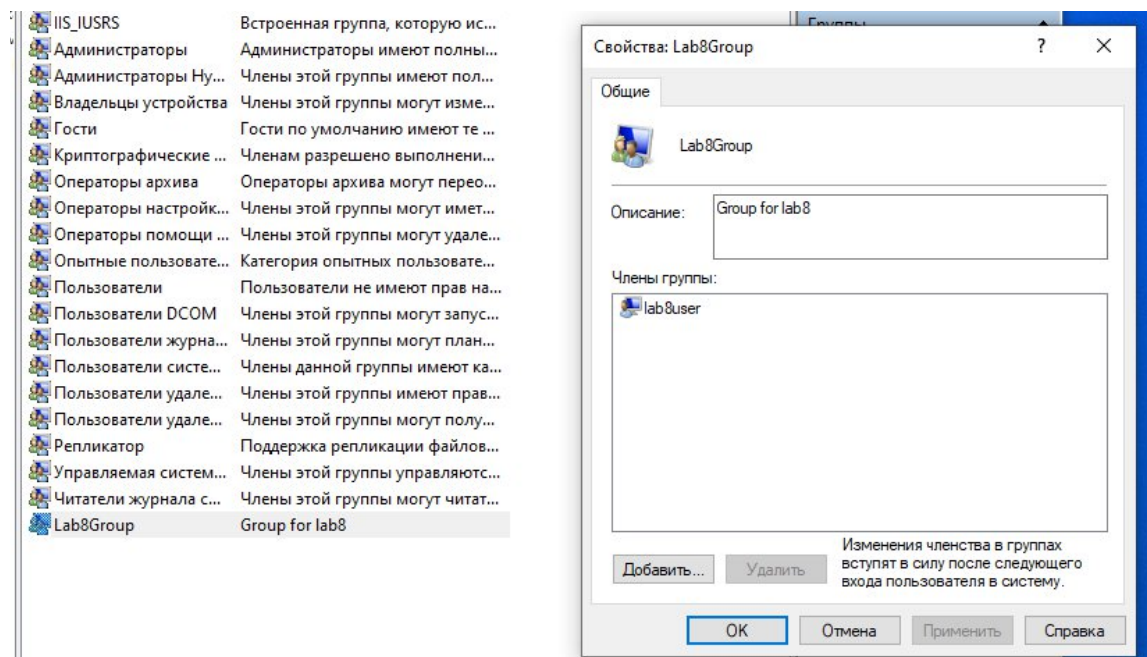 IIS_IUSRS Встроенная группа, которую ис...
Администраторы Администраторы имеют полны...
Администраторы Hy... Члены этой группы имеют пол...
Владельцы устройства Члены этой группы могут изме...
Гости Гости по умолчанию имеют те ...
Криптографические ... Членам разрешено выполнени...
Операторы архива Операторы архива могут перео...
Операторы настройк... Члены этой группы могут имет...
Операторы помощи ... Члены этой группы могут удале...
Опытные пользовате... Категория опытных пользовате...
Пользователи Пользователи не имеют прав на...
Пользователи DCOM Члены этой группы могут запус...
Пользователи журна... Члены этой группы могут план...
Пользователи систе... Члены данной группы имеют ка...
Пользователи удале... Члены этой группы имеют прав...
Пользователи удале... Члены этой группы могут полу...
Репликатор Поддержка репликации файлов...
Управляемая систем... Члены этой группы управляютс...
Читатели журнала с... Члены этой группы могут читат...
Lab8Group Group for lab8
Группы
Свойства: Lab8Group ? ×
Общие
Lab8Group
Описание: Group for lab8
Члены группы:
lab8user
Добавить... Удалить
Изменения членства в группах
вступят в силу после следующего
входа пользователя в систему.
OK Отмена Применить Справка